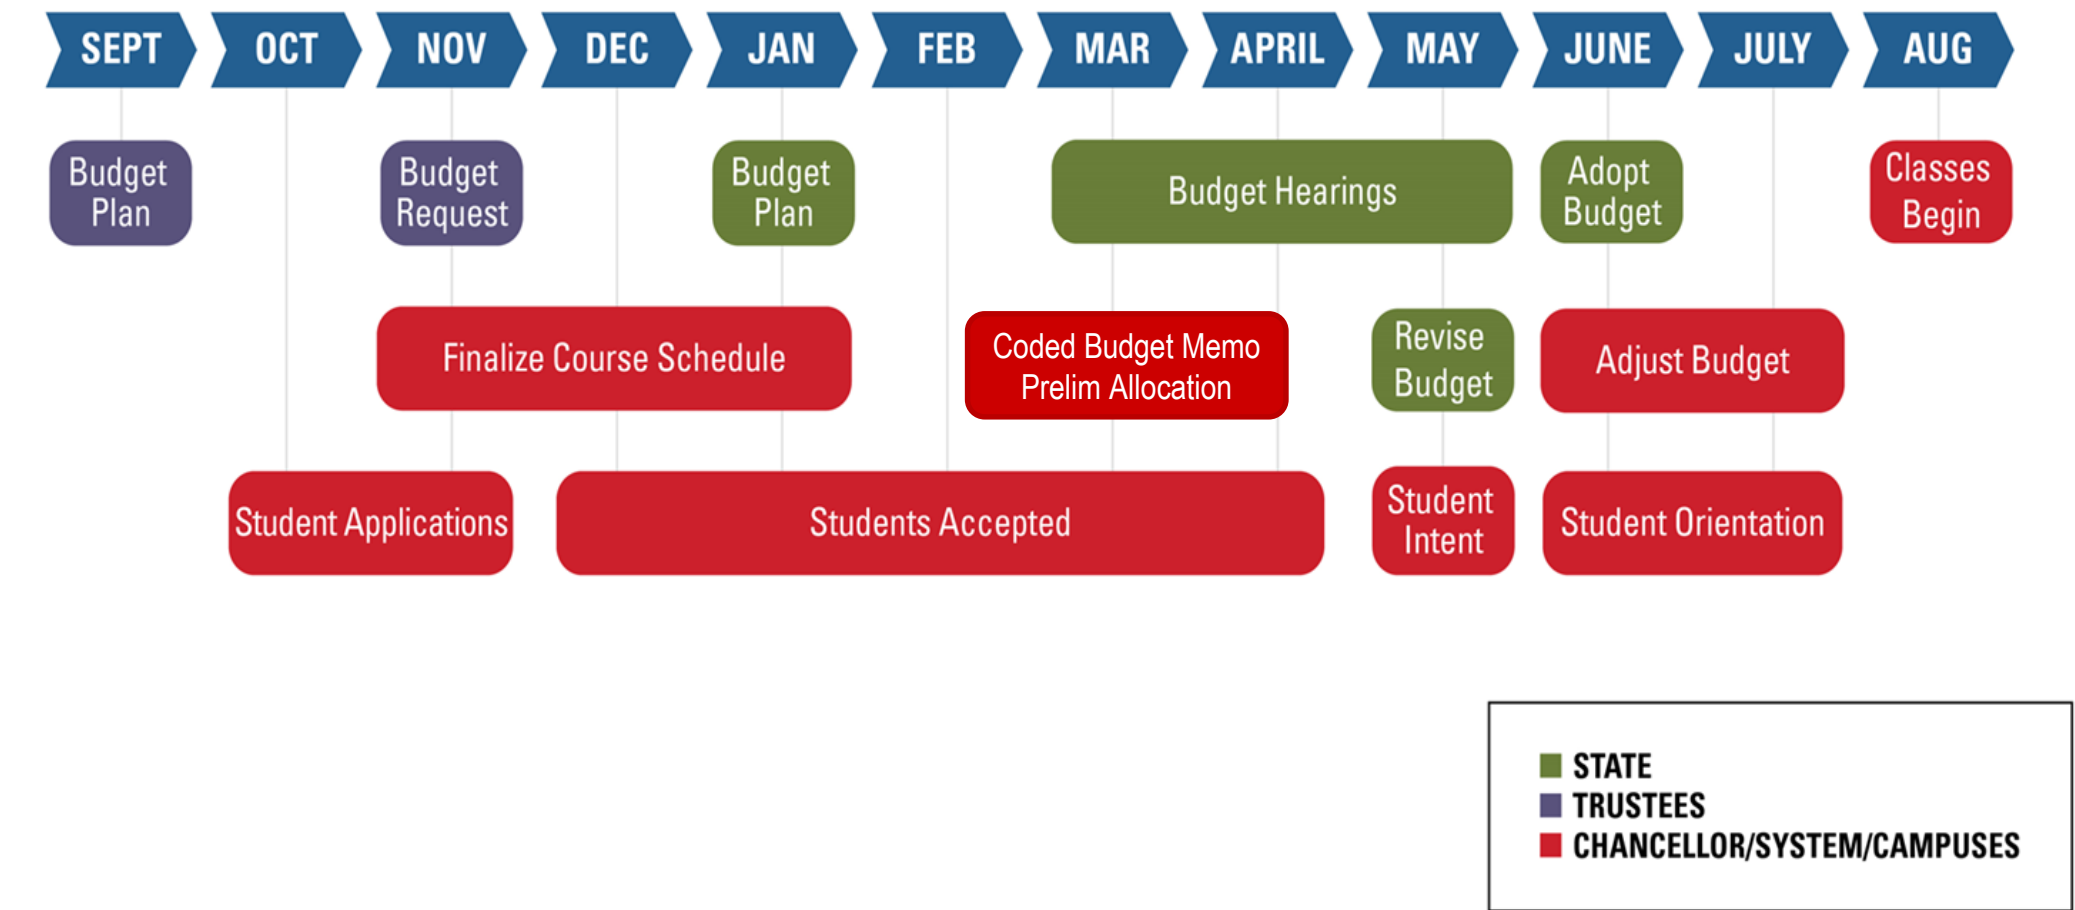 SEPT OCT NOV DEC JAN FEB MAR APRIL MAY JUNE JULY AUG
Budget
Plan
Budget
Request
Budget
Plan
Budget Hearings
Adopt
Budget
Classes
Begin
Finalize Course Schedule
Coded Budget Memo
Prelim Allocation
Revise
Budget
Adjust Budget
Student Applications
Students Accepted
Student
Intent
Student Orientation
STATE
TRUSTEES
CHANCELLOR/SYSTEM/CAMPUSES